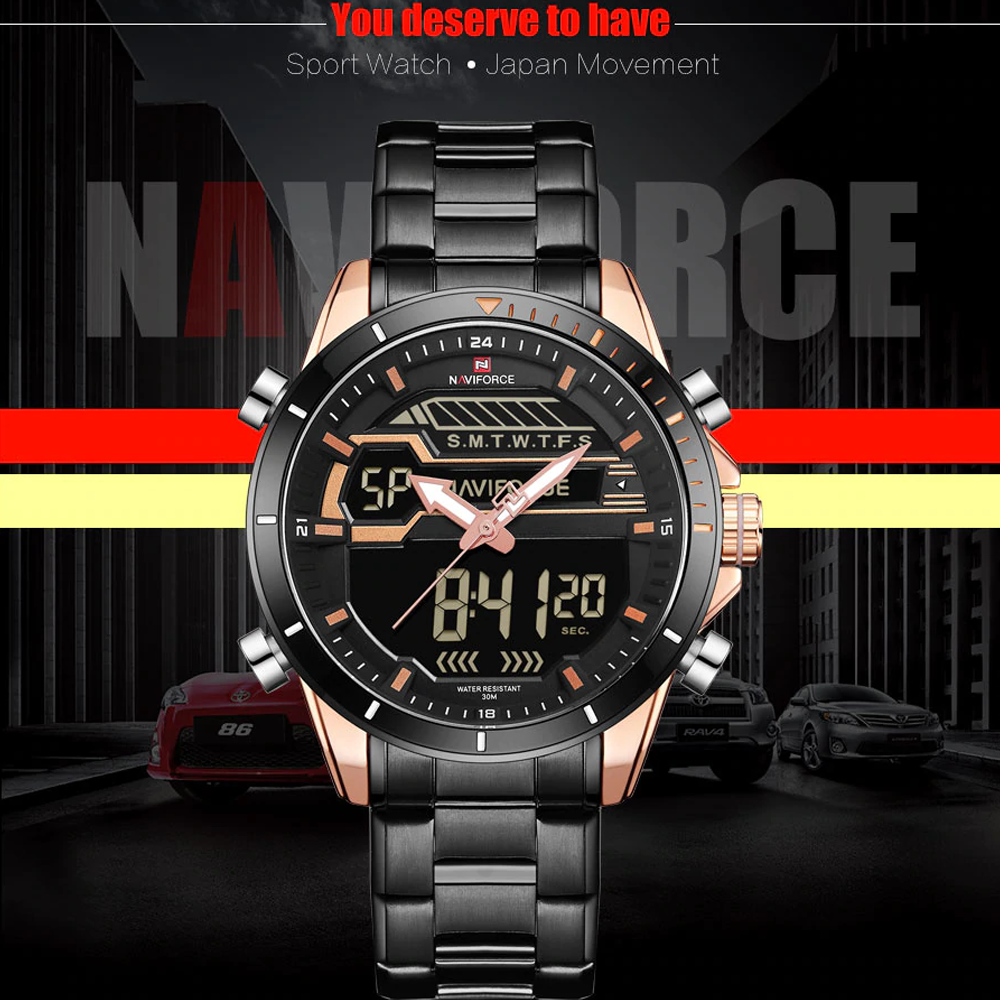 You deserve to have
Sport Watch • Japan Movement
NAVIFORCE
24
NAVIFORCE
S.M.T.W.T.F.S
SP
NAVIFORCE
21
15
8:41 20
SEC.
WATER RESISTANT
30M
18
86
RAV4